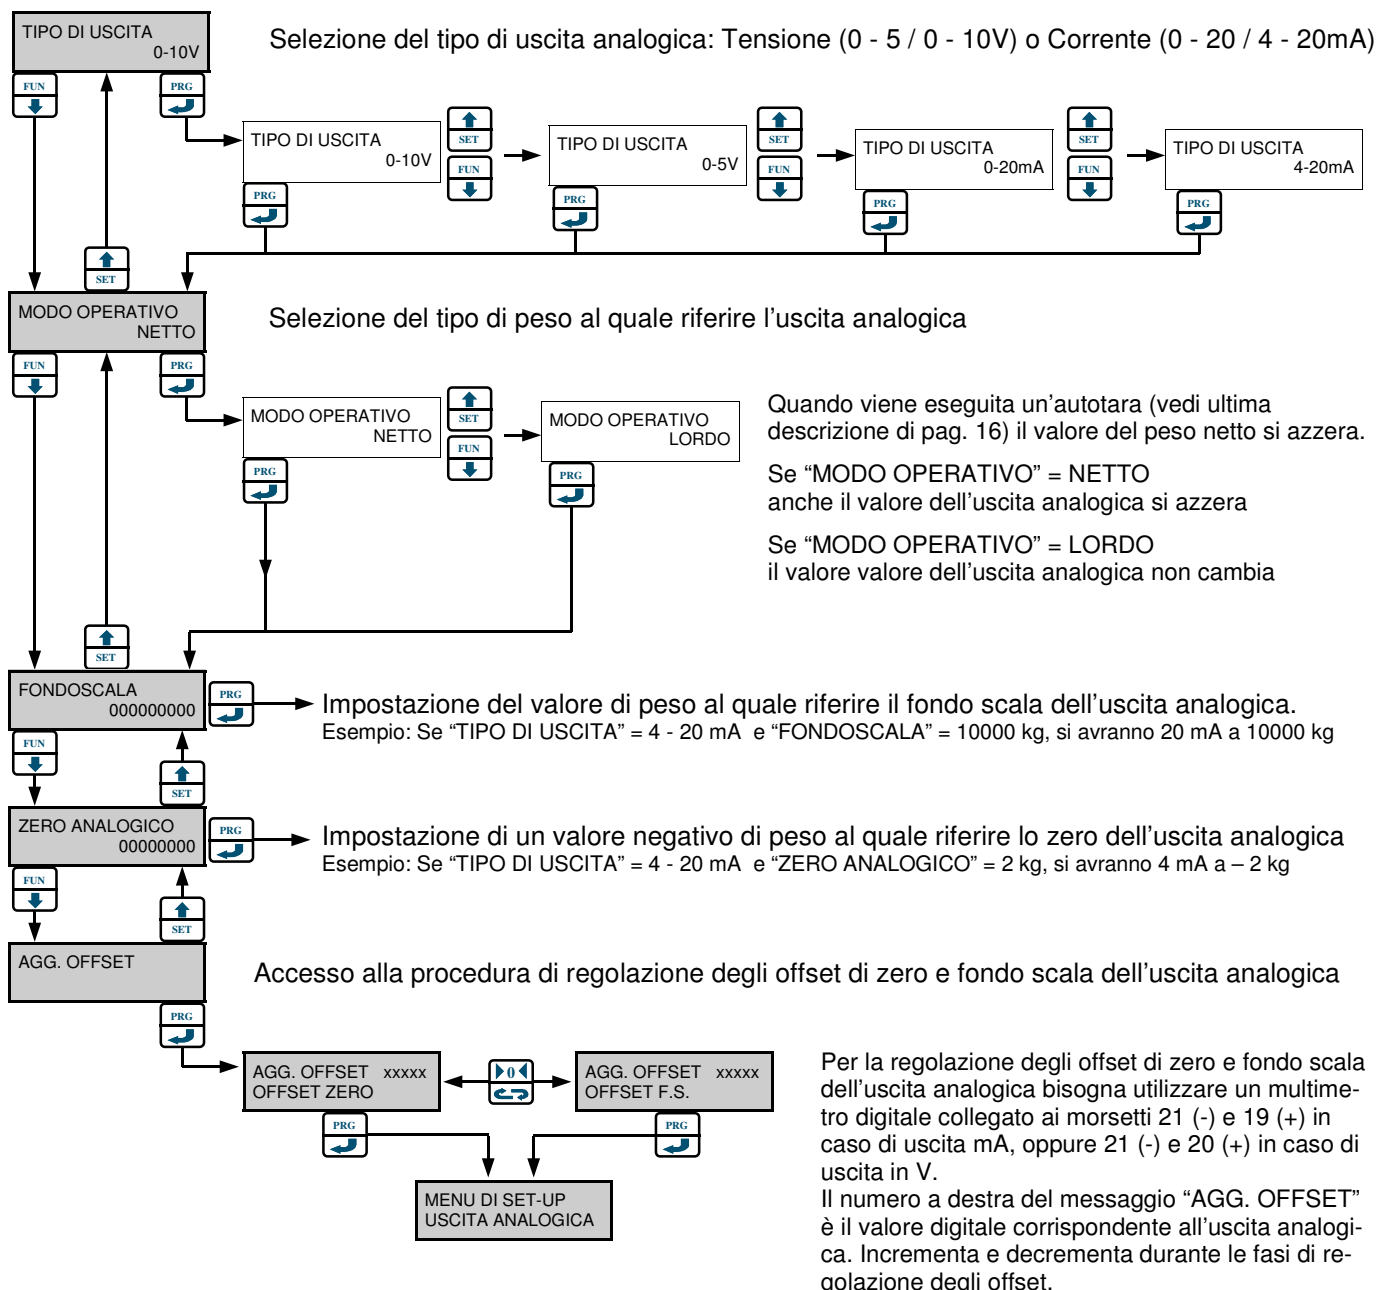 TIPO DI USCITA
0-10V
Selezione del tipo di uscita analogica: Tensione (0 - 5 / 0 - 10V) o Corrente (0 - 20 / 4 - 20mA)
FUN
PRG
TIPO DI USCITA
0-10V
SET
FUN
TIPO DI USCITA
0-5V
SET
FUN
TIPO DI USCITA
0-20mA
SET
FUN
TIPO DI USCITA
4-20mA
PRG
PRG
PRG
PRG
SET
MODO OPERATIVO
NETTO
Selezione del tipo di peso al quale riferire l'uscita analogica
FUN
PRG
MODO OPERATIVO
NETTO
SET
FUN
MODO OPERATIVO
LORDO
PRG
PRG
Quando viene eseguita un'autotara (vedi ultima
descrizione di pag. 16) il valore del peso netto si azzera.
Se “MODO OPERATIVO” = NETTO
anche il valore dell'uscita analogica si azzera
Se “MODO OPERATIVO” = LORDO
il valore valore dell'uscita analogica non cambia
SET
FONDOSCALA
000000000
PRG
Impostazione del valore di peso al quale riferire il fondo scala dell'uscita analogica.
Esempio: Se “TIPO DI USCITA” = 4 - 20 mA e “FONDOSCALA” = 10000 kg, si avranno 20 mA a 10000 kg
FUN
SET
ZERO ANALOGICO
00000000
PRG
Impostazione di un valore negativo di peso al quale riferire lo zero dell'uscita analogica
Esempio: Se “TIPO DI USCITA” = 4 - 20 mA e “ZERO ANALOGICO” = 2 kg, si avranno 4 mA a – 2 kg
FUN
SET
AGG. OFFSET
Accesso alla procedura di regolazione degli offset di zero e fondo scala dell'uscita analogica
PRG
AGG. OFFSET xxxxx
OFFSET ZERO
0
AGG. OFFSET xxxxx
OFFSET F.S.
PRG
PRG
MENU DI SET-UP
USCITA ANALOGICA
Per la regolazione degli offset di zero e fondo scala
dell'uscita analogica bisogna utilizzare un multime-
tro digitale collegato ai morsetti 21 (-) e 19 (+) in
caso di uscita mA, oppure 21 (-) e 20 (+) in caso di
uscita in V.
Il numero a destra del messaggio “AGG. OFFSET”
è il valore digitale corrispondente all'uscita analogi-
ca. Incrementa e decrementa durante le fasi di re-
golazione degli offset.